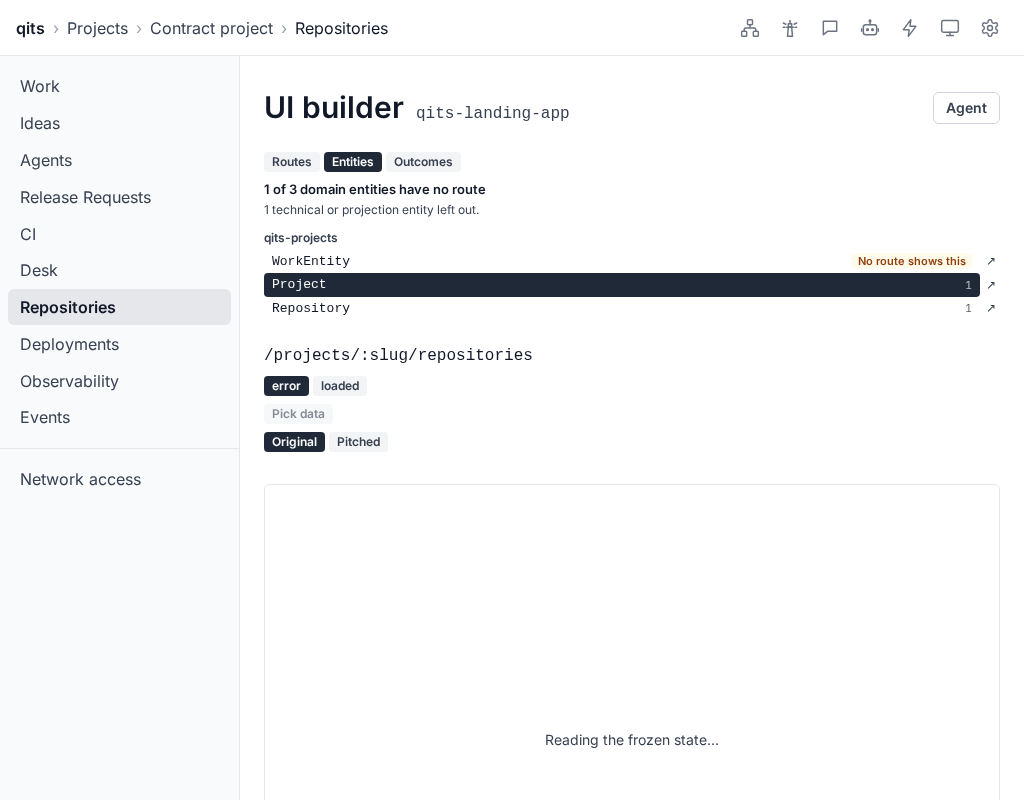 qits › Projects › Contract project › Repositories
Work
Ideas
Agents
Release Requests
CI
Desk
Repositories
Deployments
Observability
Events
Network access
UI builder qits-landing-app
Agent
Routes Entities Outcomes
1 of 3 domain entities have no route
1 technical or projection entity left out.
qits-projects
WorkEntity No route shows this ↗
Project 1 ↗
Repository 1 ↗
/projects/:slug/repositories
error loaded
Pick data
Original Pitched
Reading the frozen state...